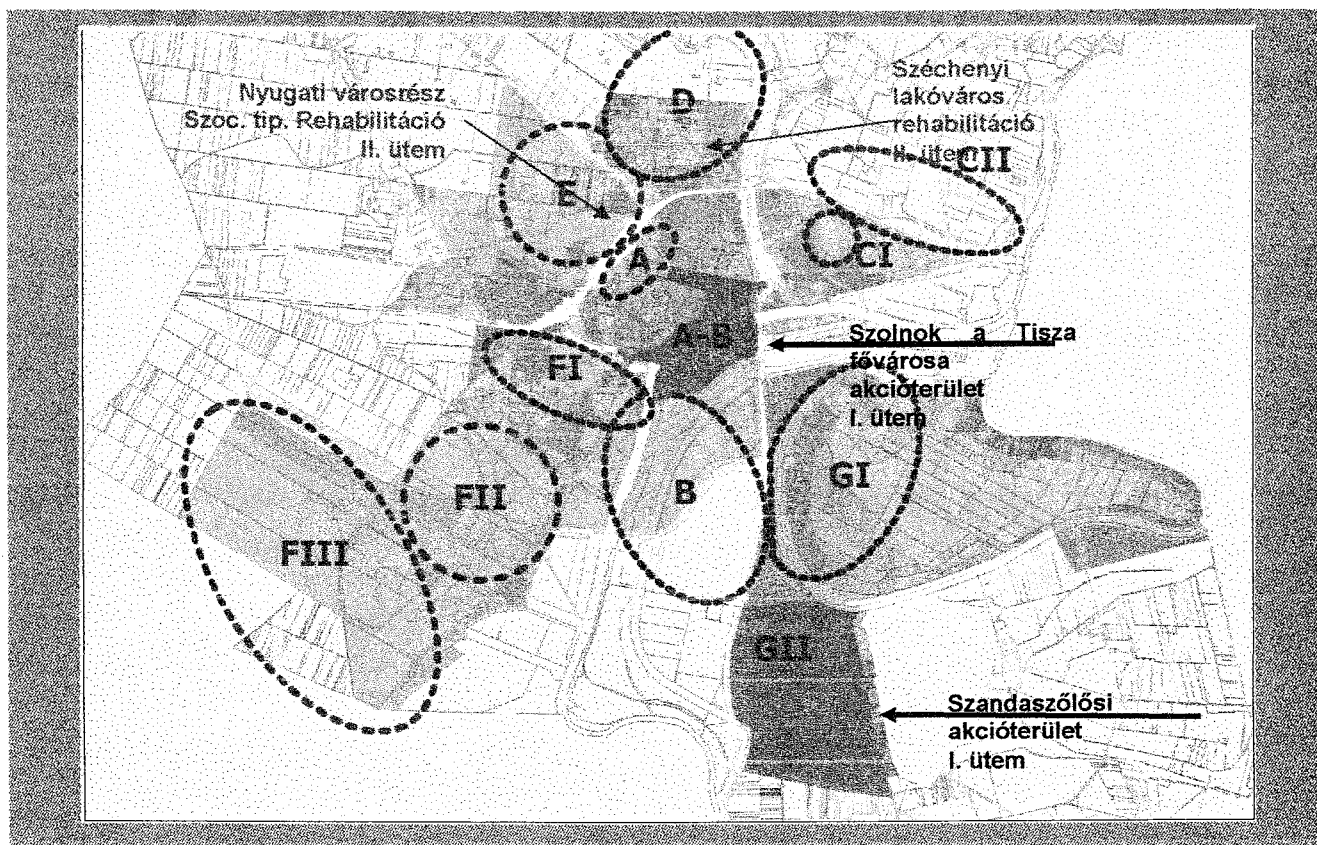 Nyugati városrész
Szoc. tip. Rehabilitáció
II. ütem
Széchenyi
lakóváros
rehabilitáció
II. ütem
D
CII
E
A
CI
A-B
Szolnok a Tisza
fővárosa
akcióterület
I. ütem
FI
B
GI
FII
FIII
GII
Szandaszőlősi
akcióterület
I. ütem